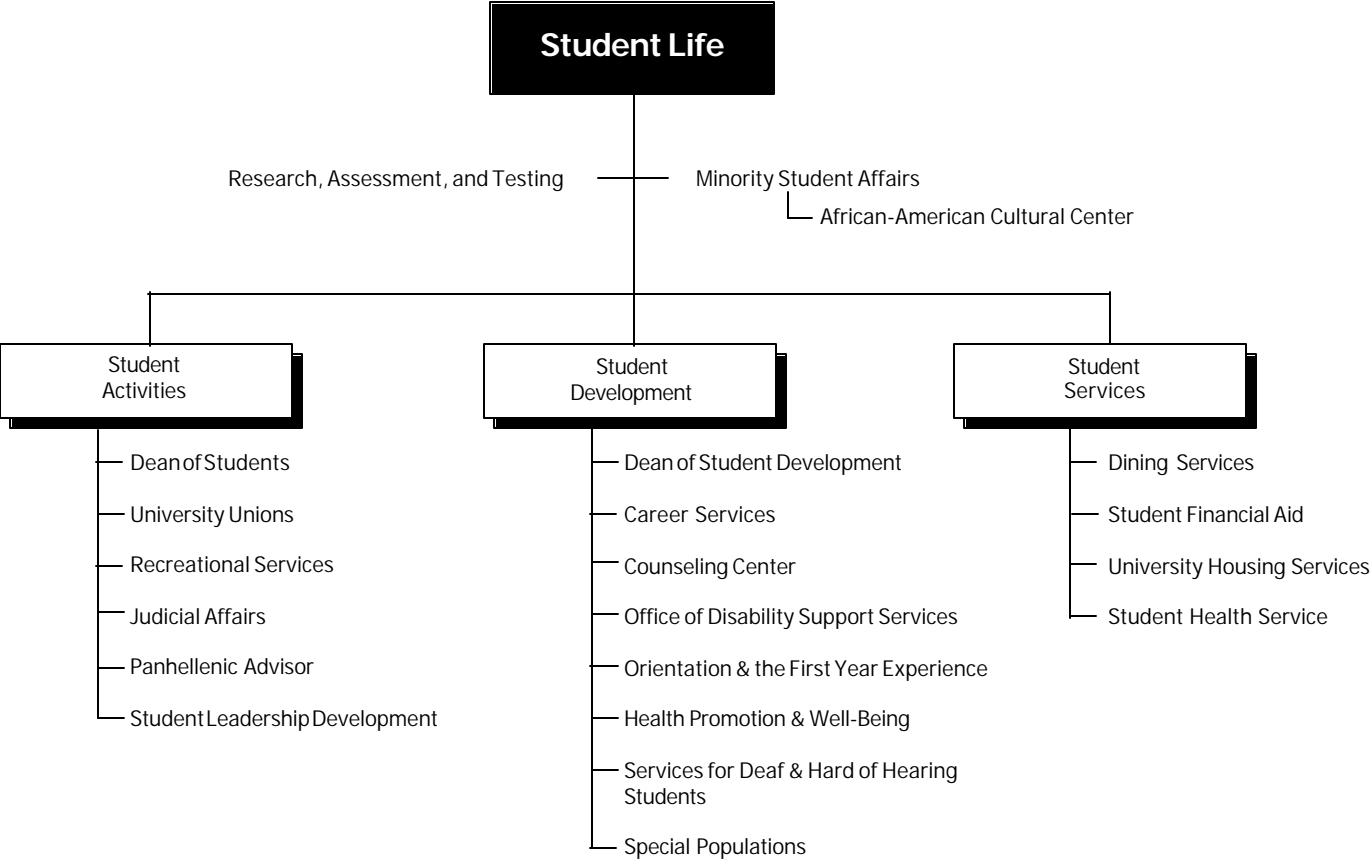 Student Life
Research, Assessment, and Testing
Minority Student Affairs
African-American Cultural Center
Student
Activities
Dean of Students
University Unions
Recreational Services
Judicial Affairs
Panhellenic Advisor
Student Leadership Development
Student
Development
Dean of Student Development
Career Services
Counseling Center
Office of Disability Support Services
Orientation & the First Year Experience
Health Promotion & Well-Being
Services for Deaf & Hard of Hearing
Students
Special Populations
Student
Services
Dining Services
Student Financial Aid
University Housing Services
Student Health Service